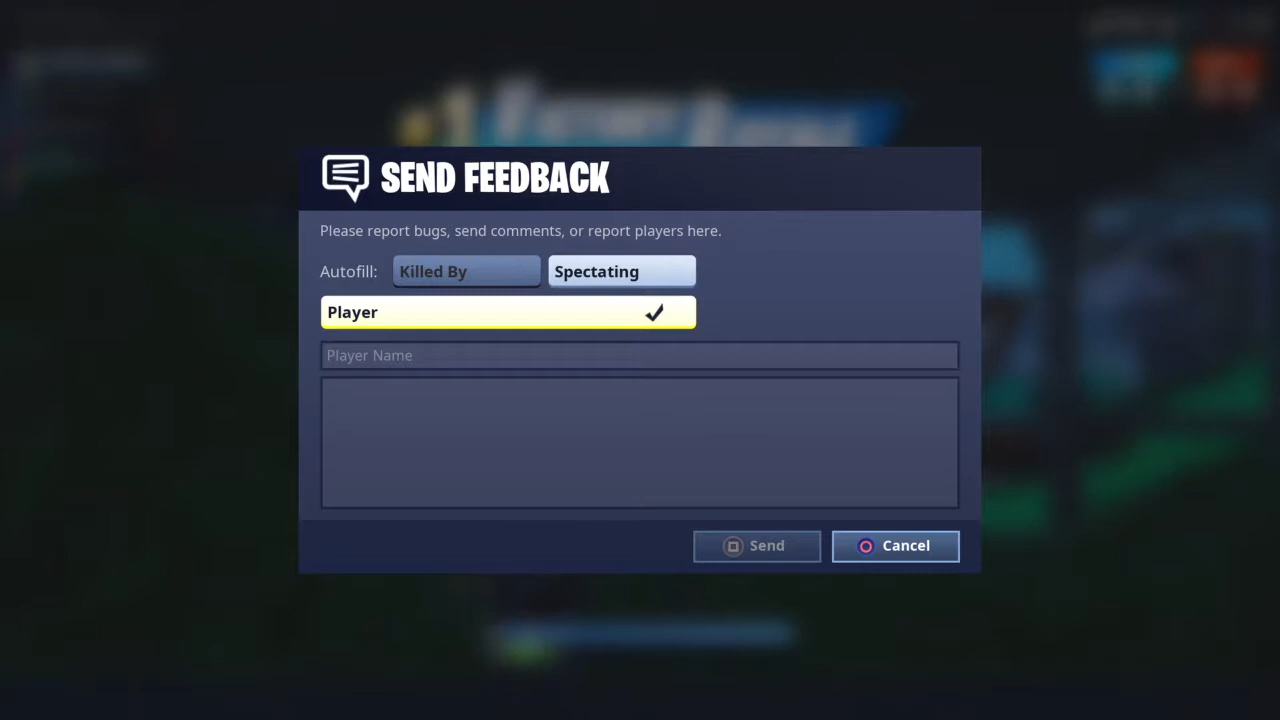 SEND FEEDBACK
Please report bugs, send comments, or report players here.
Autofill: Killed By Spectating
Player
Player Name
Send Cancel